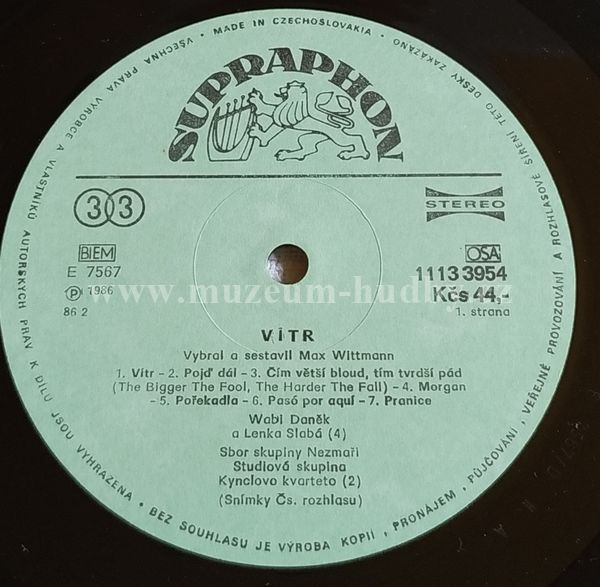 VŠECHNA PRÁVA VÝROBCE A VLASTNÍKŮ AUTORSKÝCH PRÁV K DÍLU JSOU VYHRAZENA • BEZ SOUHLASU JE VÝROBA KOPIÍ, PRONÁJEM, PŮJČOVÁNÍ, VEŘEJNÉ PROVOZOVÁNÍ A ROZHLASOVÉ ŠÍŘENÍ TÉTO DESKY ZAKÁZÁNO
• MADE IN CZECHOSLOVAKIA •
SUPRAPHON
33
STEREO
BIEM
OSA
E 7567
1113 3954
Ⓟ 1986
Kčs 44,-
86 2
1. strana
www.muzeum-hudby.cz
VÍTR
Vybral a sestavil Max Wittmann
1. Vítr - 2. Pojď dál - 3. Čím větší bloud, tím tvrdší pád
(The Bigger The Fool, The Harder The Fall) - 4. Morgan
- 5. Pořekadla - 6. Pasó por aquí - 7. Pranice
Wabi Daněk
a Lenka Slabá (4)
Sbor skupiny Nezmaři
Studiová skupina
Kynclovo kvarteto (2)
(Snímky Čs. rozhlasu)